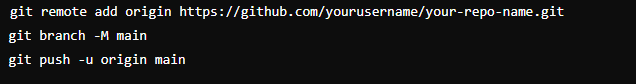 git remote add origin https://github.com/yourusername/your-repo-name.git
git branch -M main
git push -u origin main